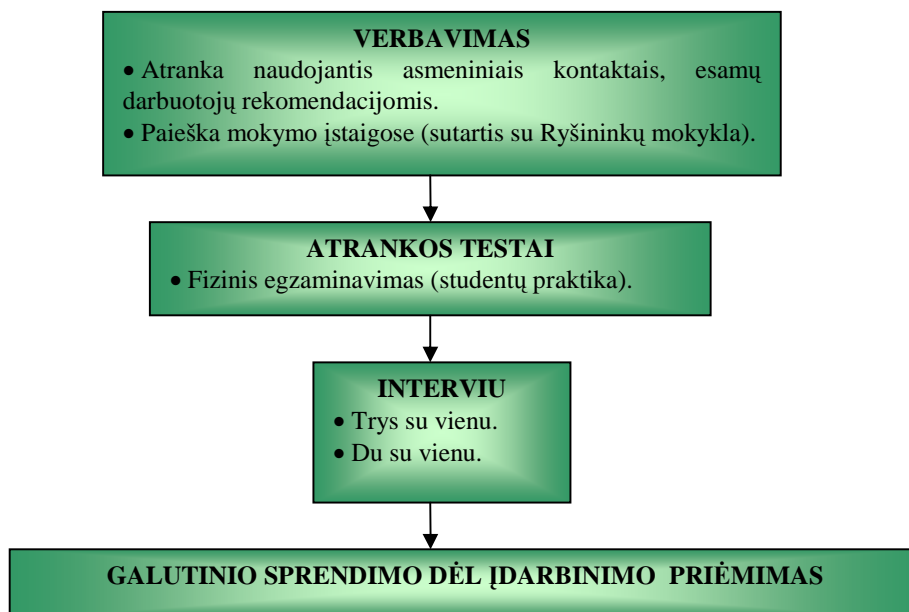 VERBAVIMAS
• Atranka naudojantis asmeniniais kontaktais, esamų
darbuotojų rekomendacijomis.
• Paieška mokymo įstaigose (sutartis su Ryšininkų mokykla).
ATRANKOS TESTAI
• Fizinis egzaminavimas (studentų praktika).
INTERVIU
• Trys su vienu.
• Du su vienu.
GALUTINIO SPRENDIMO DĖL ĮDARBINIMO PRIĖMIMAS